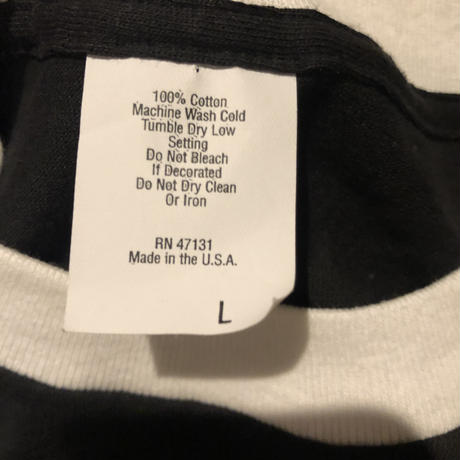 100% Cotton
Machine Wash Cold
Tumble Dry Low
Setting
Do Not Bleach
If Decorated
Do Not Dry Clean
Or Iron
RN 47131
Made in the U.S.A.
L